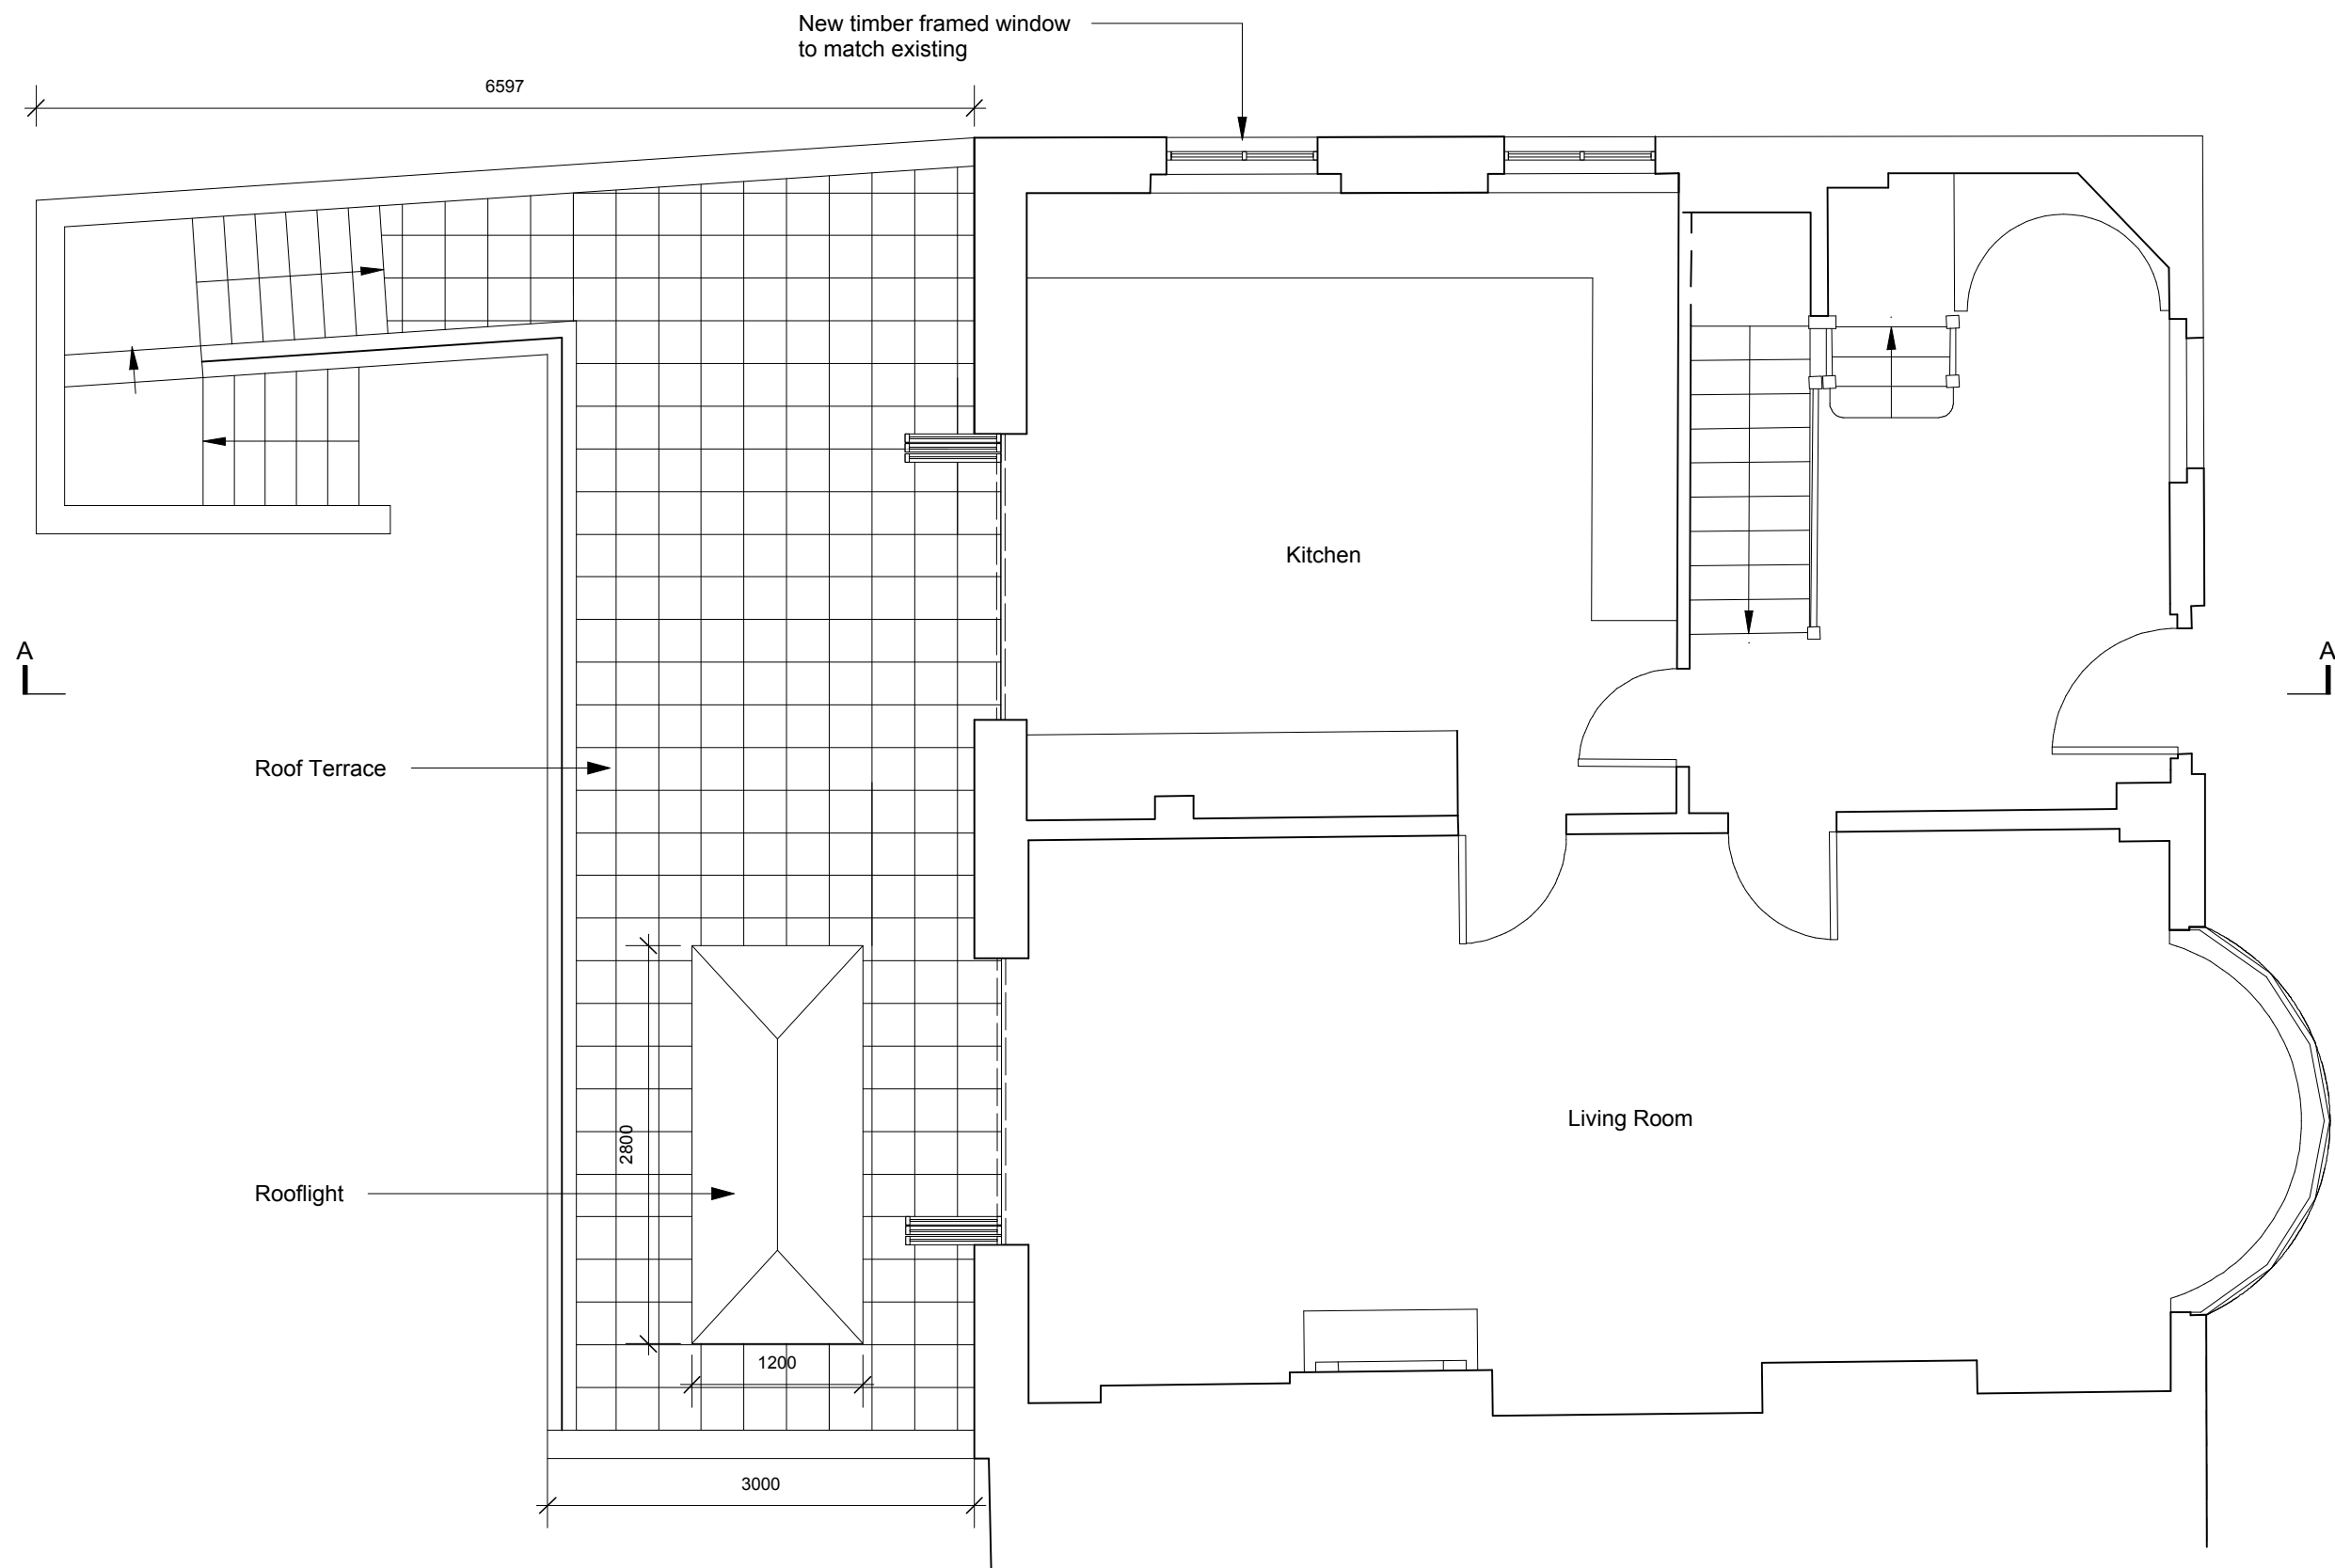 New timber framed window
to match existing
6597
Kitchen
A
A
Roof Terrace
2800
Living Room
Rooflight
1200
3000